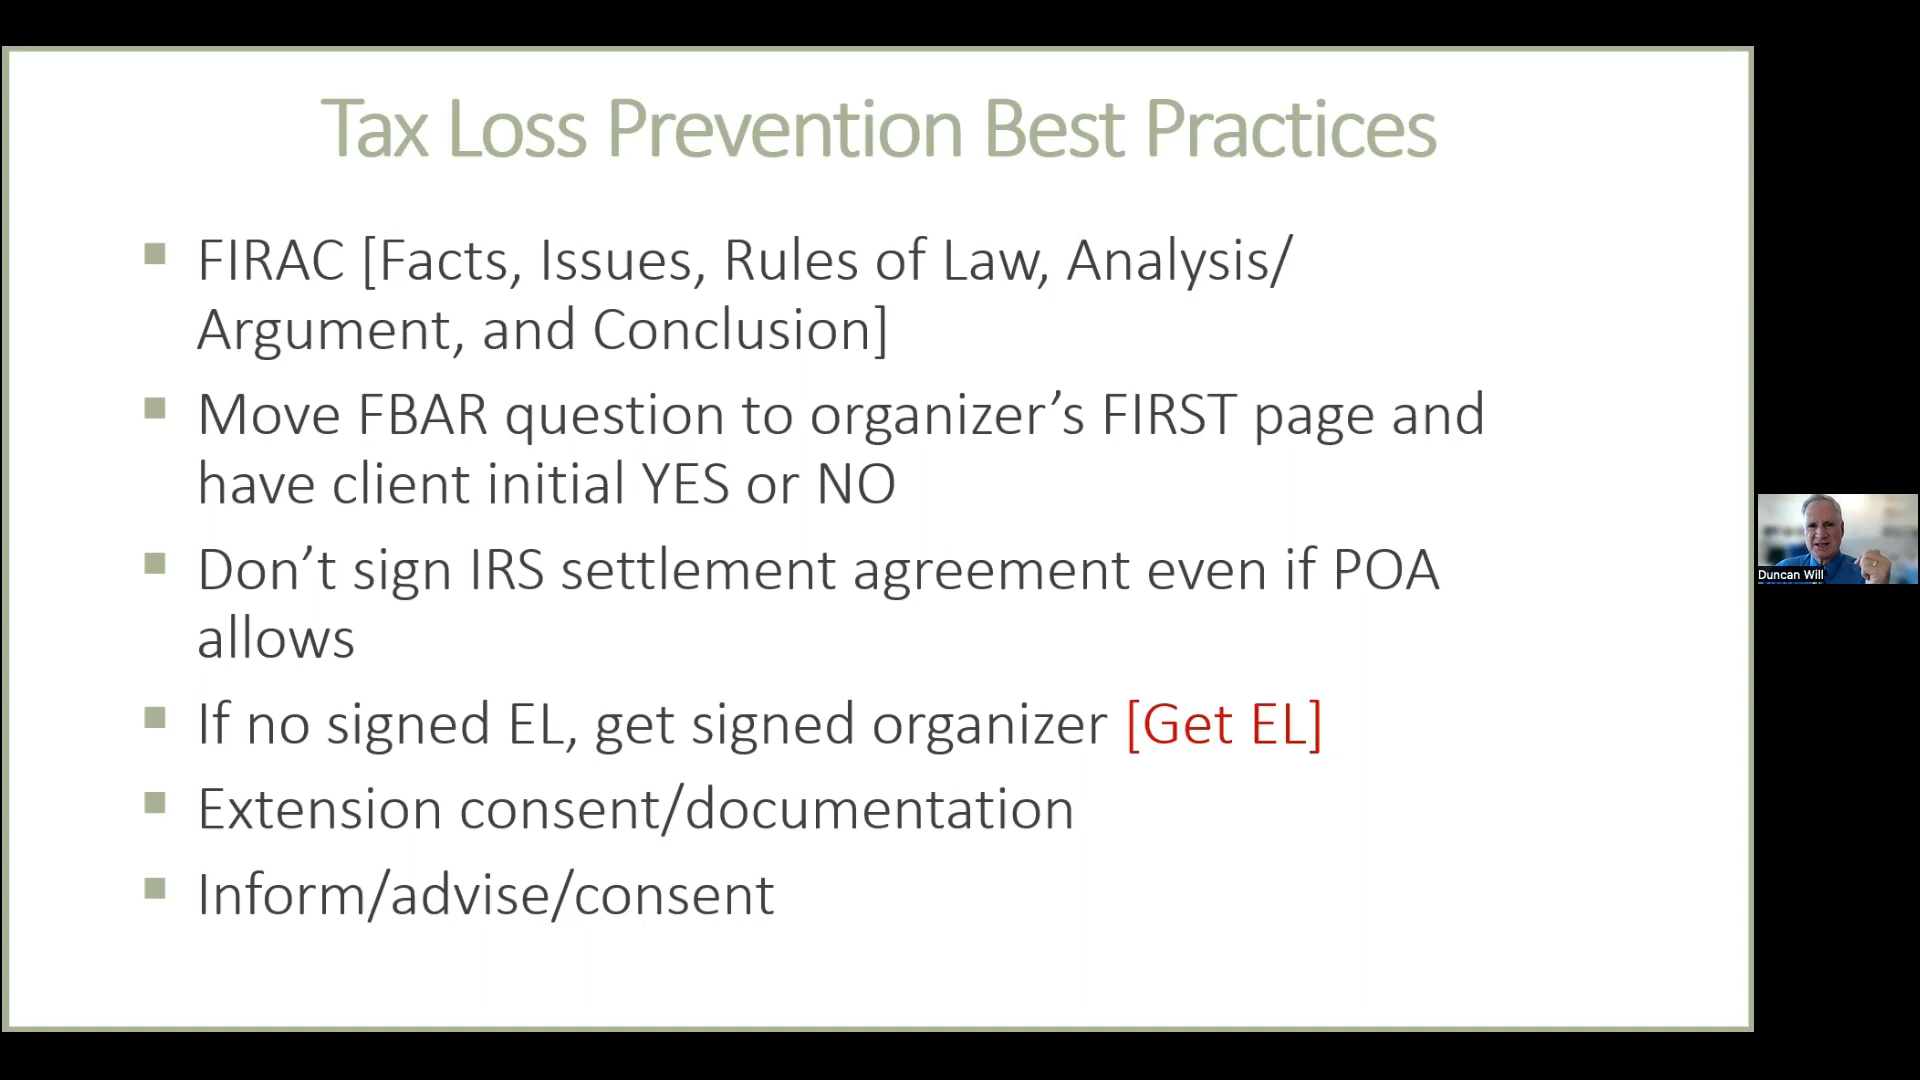 Tax Loss Prevention Best Practices
FIRAC [Facts, Issues, Rules of Law, Analysis/
Argument, and Conclusion]
Move FBAR question to organizer’s FIRST page and
have client initial YES or NO
Don’t sign IRS settlement agreement even if POA
allows
If no signed EL, get signed organizer [Get EL]
Extension consent/documentation
Inform/advise/consent
Duncan Will